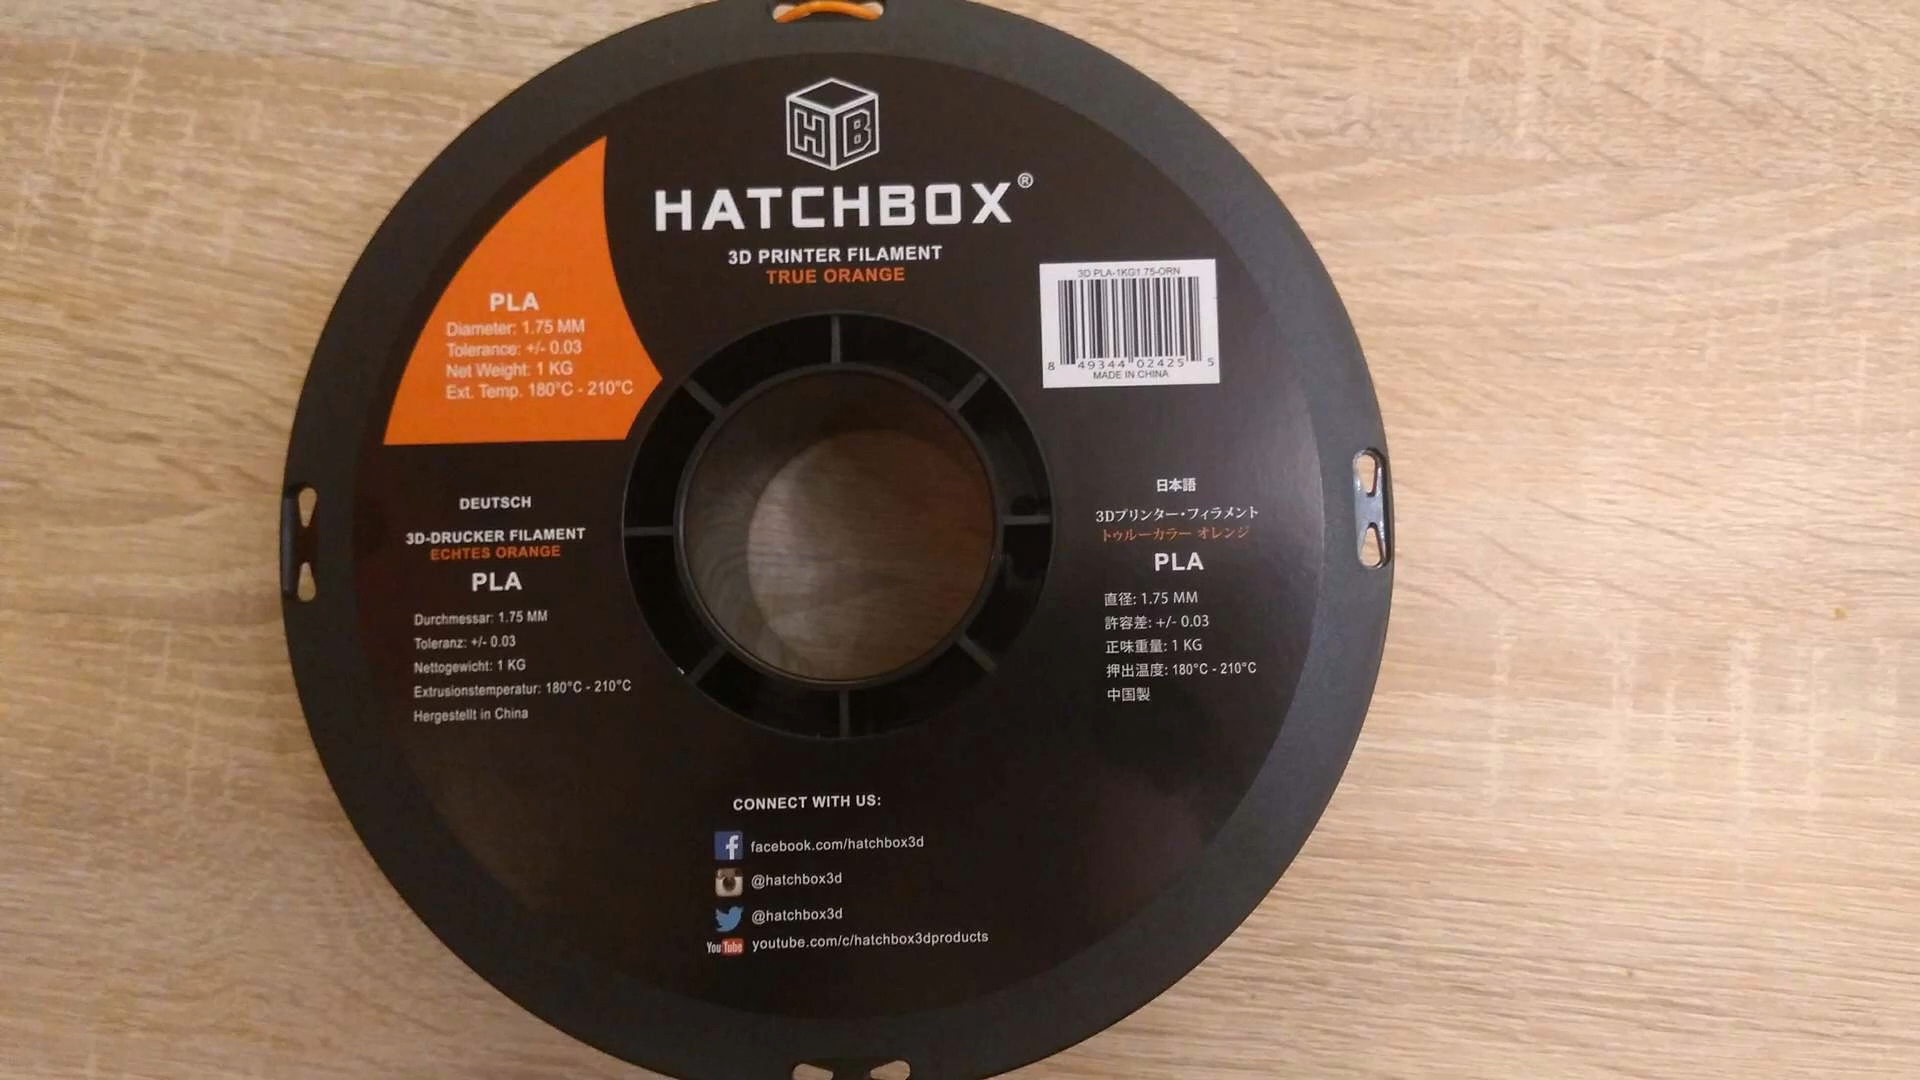 HB
HATCHBOX®
3D PRINTER FILAMENT
TRUE ORANGE
PLA
Diameter: 1.75 MM
Tolerance: +/- 0.03
Net Weight: 1 KG
Ext. Temp. 180°C - 210°C
3D PLA-1KG1.75-ORN
8 49344 02425 5
MADE IN CHINA
DEUTSCH
3D-DRUCKER FILAMENT
ECHTES ORANGE
PLA
Durchmessar: 1.75 MM
Toleranz: +/- 0.03
Nettogewicht: 1 KG
Extrusionstemperatur: 180°C - 210°C
Hergestellt in China
日本語
3Dプリンター・フィラメント
トゥルーカラー オレンジ
PLA
直径: 1.75 MM
許容差: +/- 0.03
正味重量: 1 KG
押出温度: 180°C - 210°C
中国製
CONNECT WITH US:
f facebook.com/hatchbox3d
@hatchbox3d
@hatchbox3d
YouTube youtube.com/c/hatchbox3dproducts